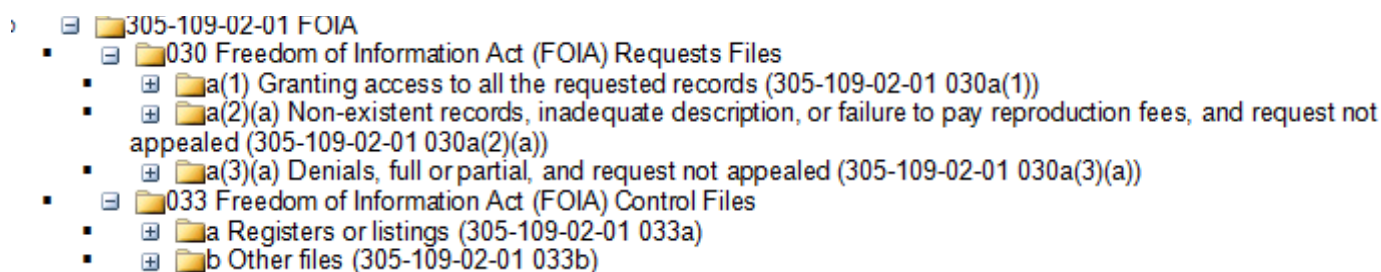 305-109-02-01 FOIA
030 Freedom of Information Act (FOIA) Requests Files
a(1) Granting access to all the requested records (305-109-02-01 030a(1))
a(2)(a) Non-existent records, inadequate description, or failure to pay reproduction fees, and request not
appealed (305-109-02-01 030a(2)(a))
a(3)(a) Denials, full or partial, and request not appealed (305-109-02-01 030a(3)(a))
033 Freedom of Information Act (FOIA) Control Files
a Registers or listings (305-109-02-01 033a)
b Other files (305-109-02-01 033b)